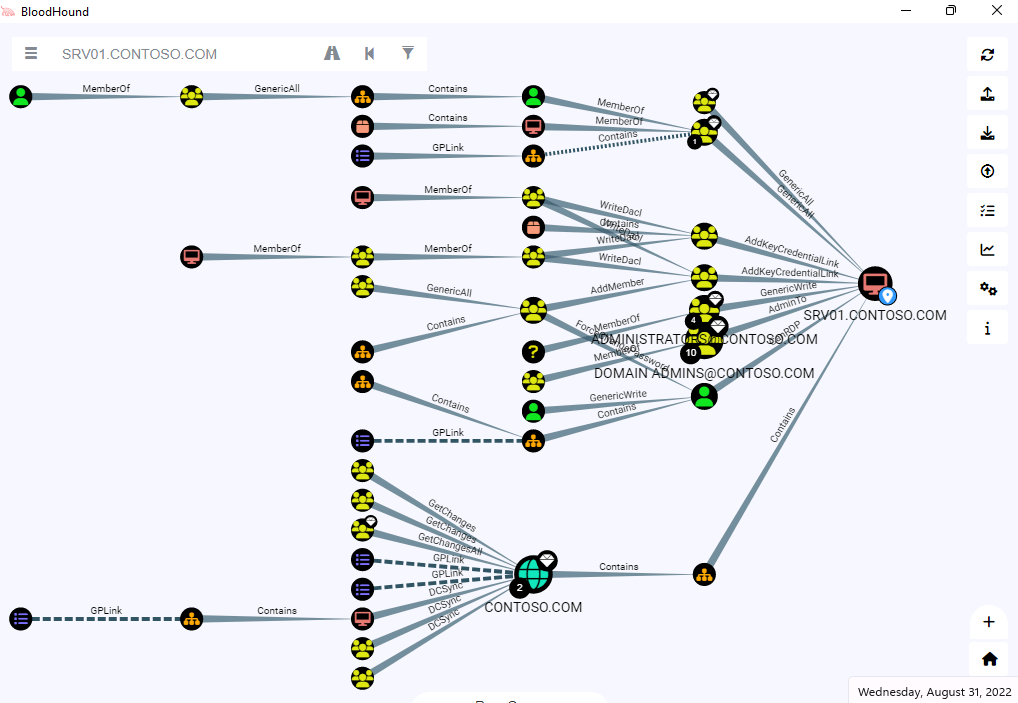 BloodHound
SRV01.CONTOSO.COM
MemberOf
GenericAll
Contains
MemberOf
Contains
MemberOf
GPLink
Contains
1
GenericAll
GenericAll
MemberOf
WriteDacl
Contains
WriteDacl
MemberOf
MemberOf
WriteDacl
AddKeyCredentialLink
AddKeyCredentialLink
GenericAll
AddMember
GenericWrite
AdminTo
SRV01.CONTOSO.COM
Contains
MemberOf
4
ADMINISTRATORS@CONTOSO.COM
MemberOf
10
DOMAIN ADMINS@CONTOSO.COM
Contains
GenericWrite
Contains
GPLink
Contains
GetChanges
GetChanges
GetChangesAll
GPLink
GPLink
DCSync
DCSync
DCSync
2
CONTOSO.COM
Contains
GPLink
Contains
Wednesday, August 31, 2022